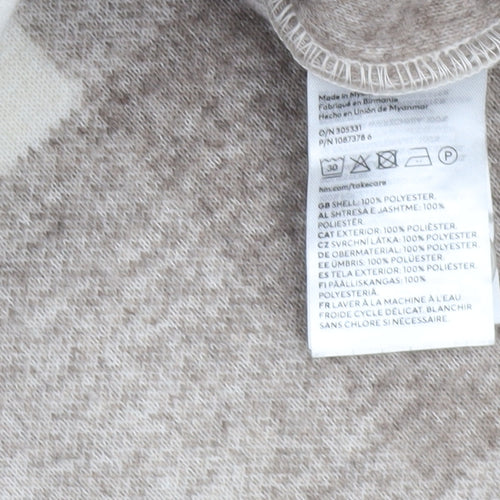 Made in
Fabriqué en Birmanie
Hecho en Unión de Myanmar
O/N 305331
P/N 1087378 6
30 P
hm.com/takecare
GB SHELL: 100% POLYESTER.
AL SHTRESA E JASHTME: 100%
POLIESTËR.
CAT EXTERIOR: 100% POLIÈSTER.
CZ SVRCHNÍ LÁTKA: 100% POLYESTER.
DE OBERMATERIAL: 100% POLYESTER.
EE ÜMBRIS: 100% POLÜESTER.
ES TELA EXTERIOR: 100% POLIÉSTER.
FI PÄÄLLISKANGAS: 100%
POLYESTERIÄ.
FR LAVER À LA MACHINE À L'EAU
FROIDE CYCLE DÉLICAT. BLANCHIR
SANS CHLORE SI NÉCESSAIRE.